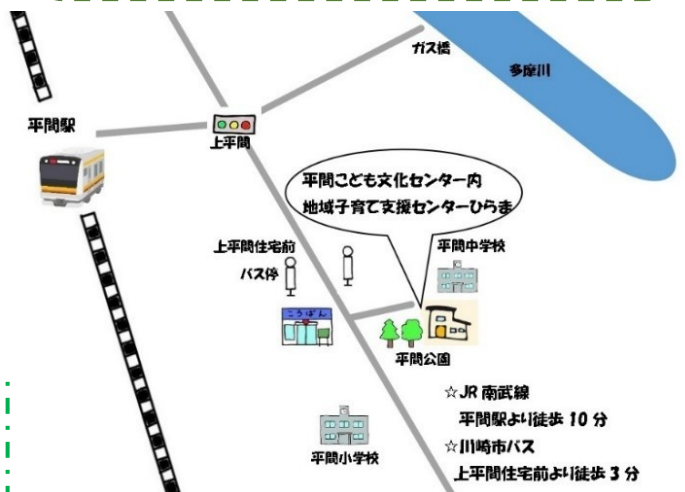 ガス橋
多摩川
平間駅
上平間
平間こども文化センター内
地域子育て支援センターひらま
上平間住宅前
バス停
平間中学校
こうばん
平間公園
☆JR 南武線
平間駅より徒歩 10 分
☆川崎市バス
上平間住宅前より徒歩 3 分
平間小学校